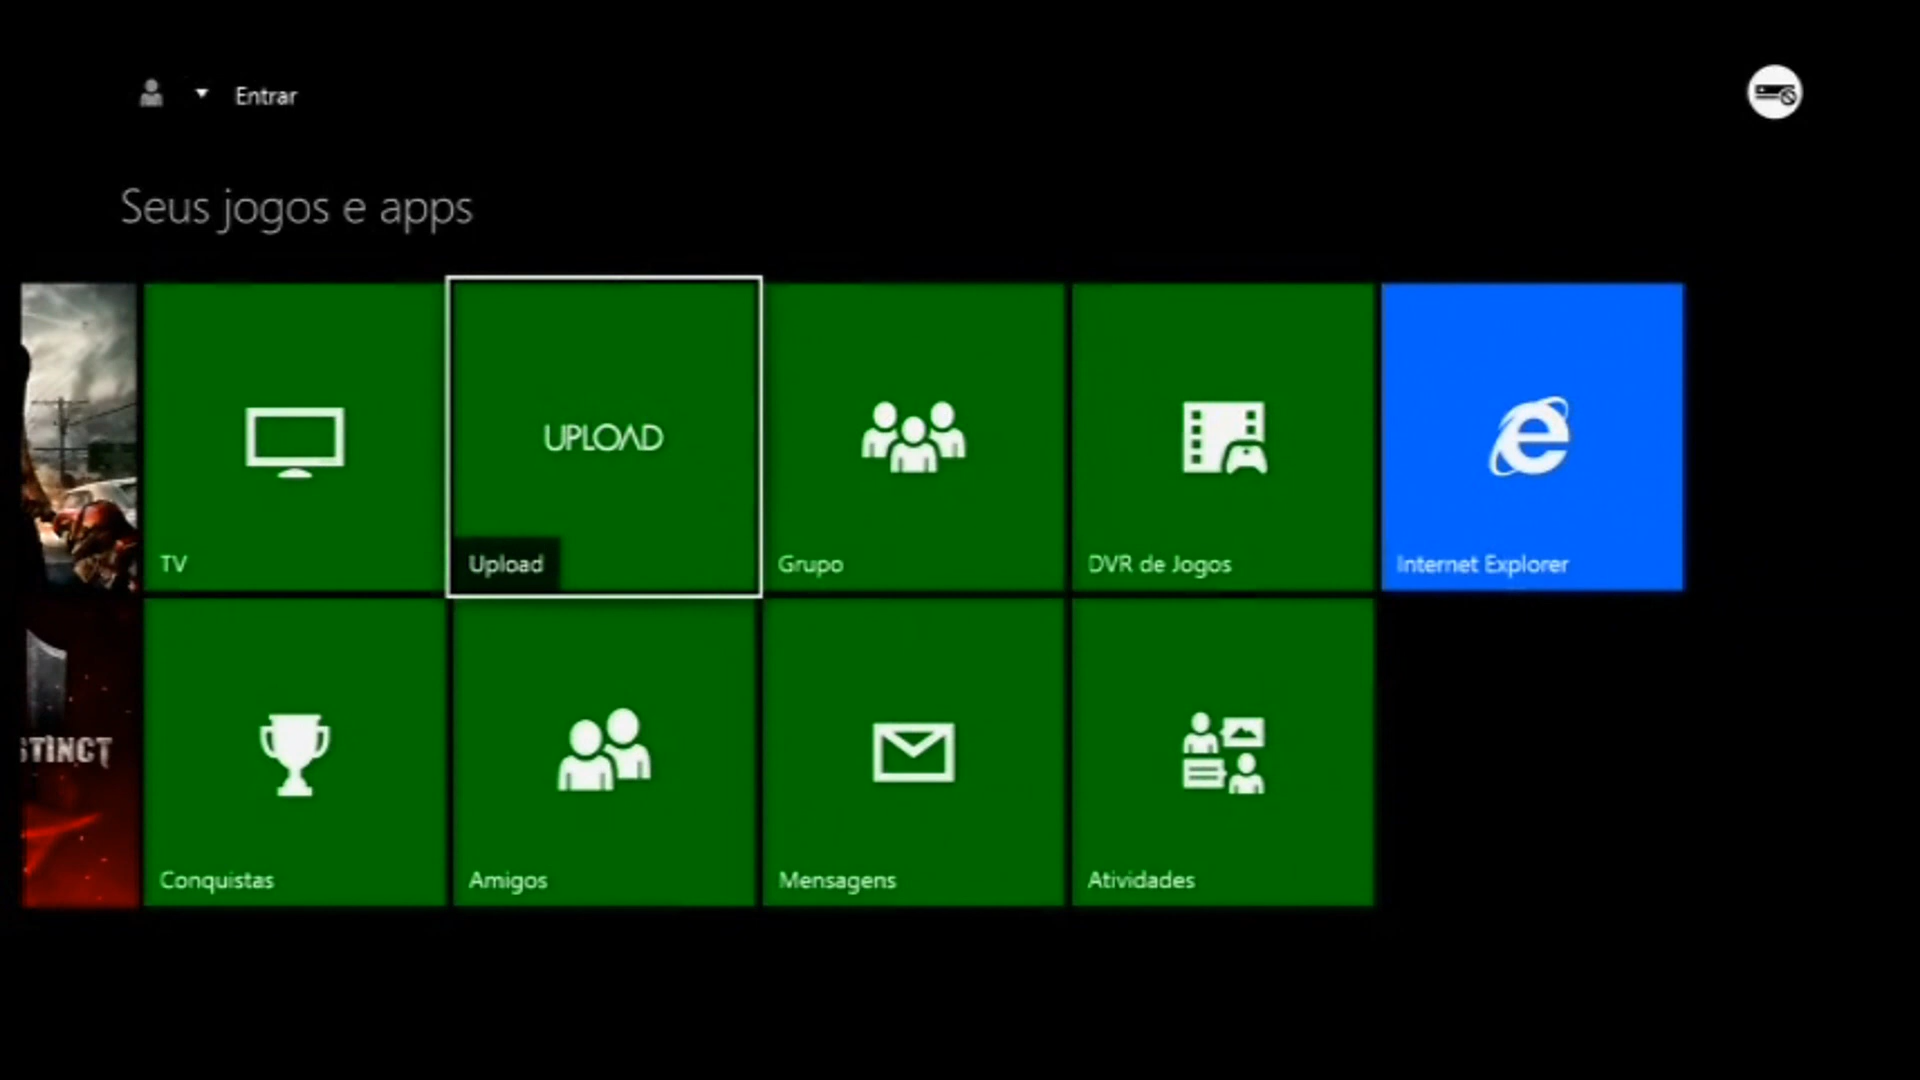 Entrar
Seus jogos e apps
UPLOAD
TV
Upload
Grupo
DVR de Jogos
Internet Explorer
STINCT
Conquistas
Amigos
Mensagens
Atividades